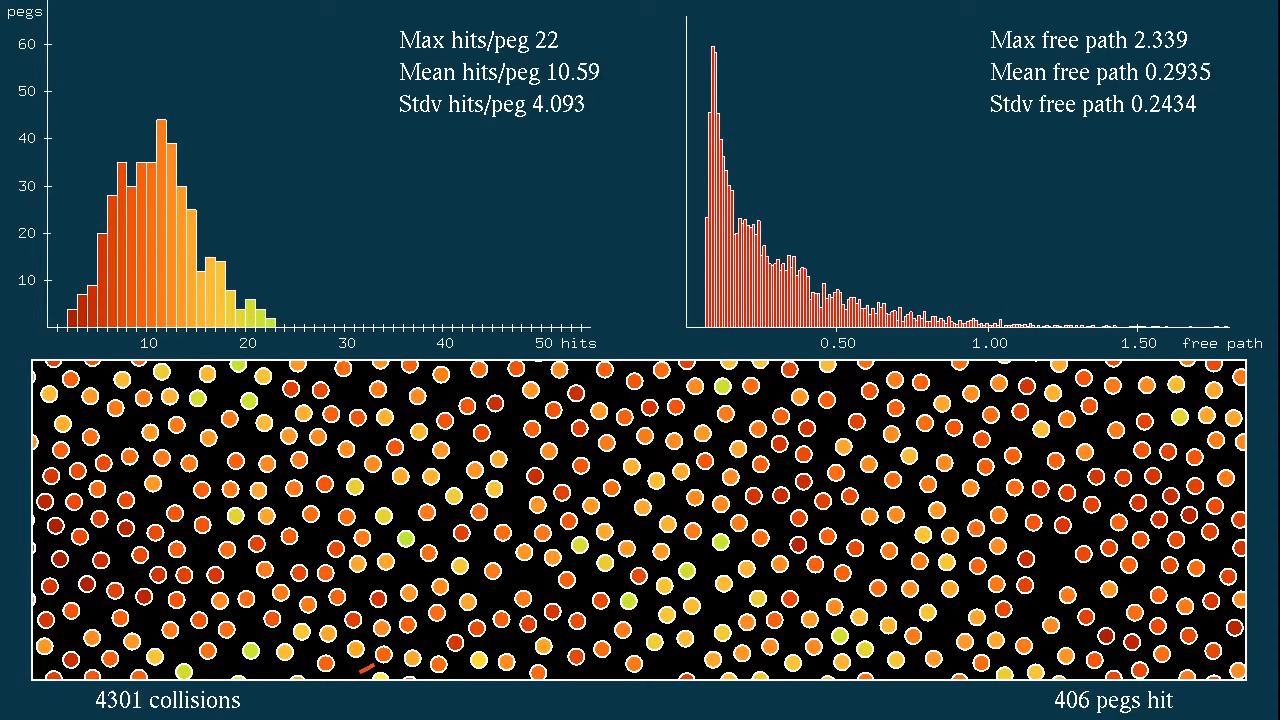 pegs
60
50
40
30
20
10
10 20 30 40 50 hits
Max hits/peg 22
Mean hits/peg 10.59
Stdv hits/peg 4.093
Max free path 2.339
Mean free path 0.2935
Stdv free path 0.2434
0.50 1.00 1.50 free path
4301 collisions
406 pegs hit